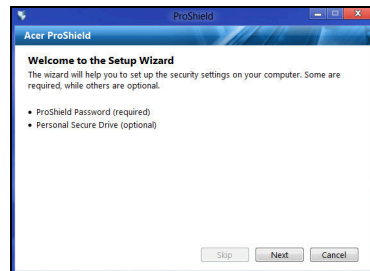 ProShield
Acer ProShield
Welcome to the Setup Wizard
The wizard will help you to set up the security settings on your computer. Some are
required, while others are optional.
• ProShield Password (required)
• Personal Secure Drive (optional)
Skip Next Cancel